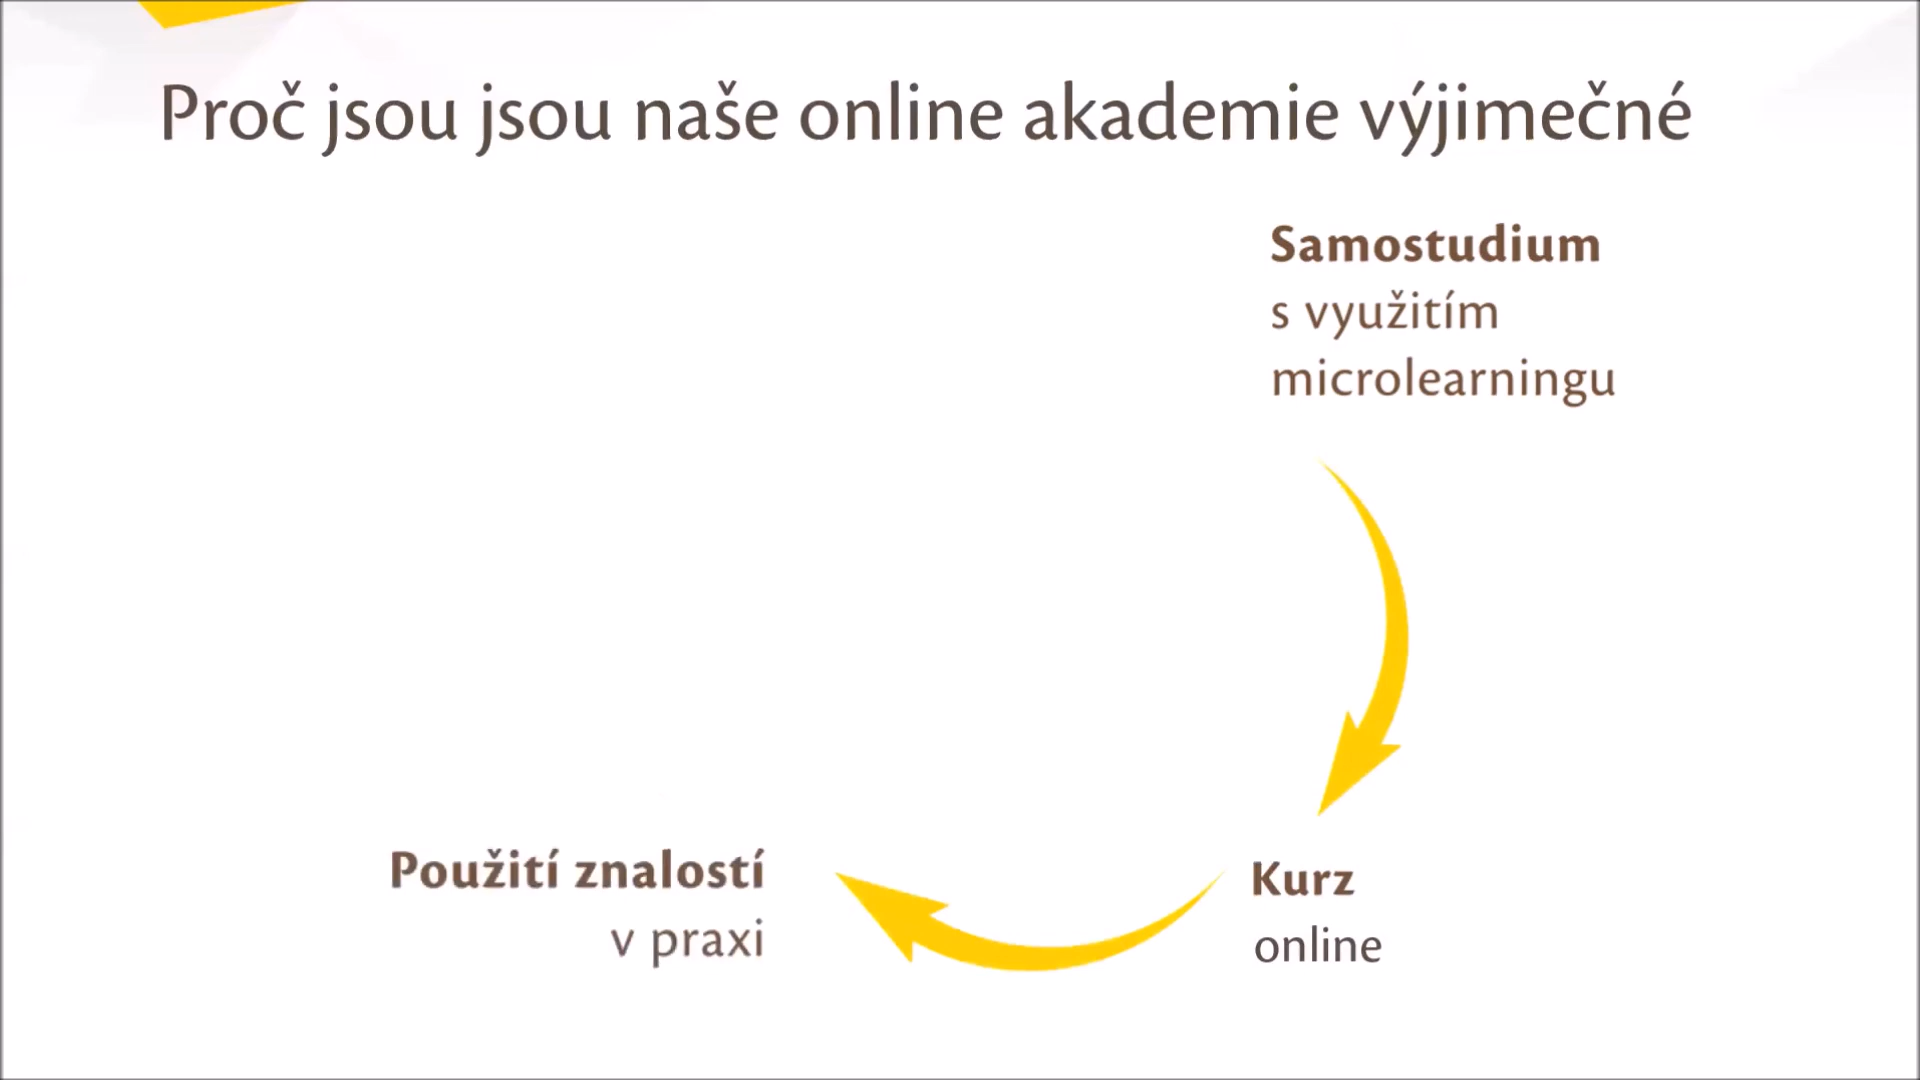 Proč jsou jsou naše online akademie výjimečné
Samostudium
s využitím
microlearningu
Kurz
online
Použití znalostí
v praxi